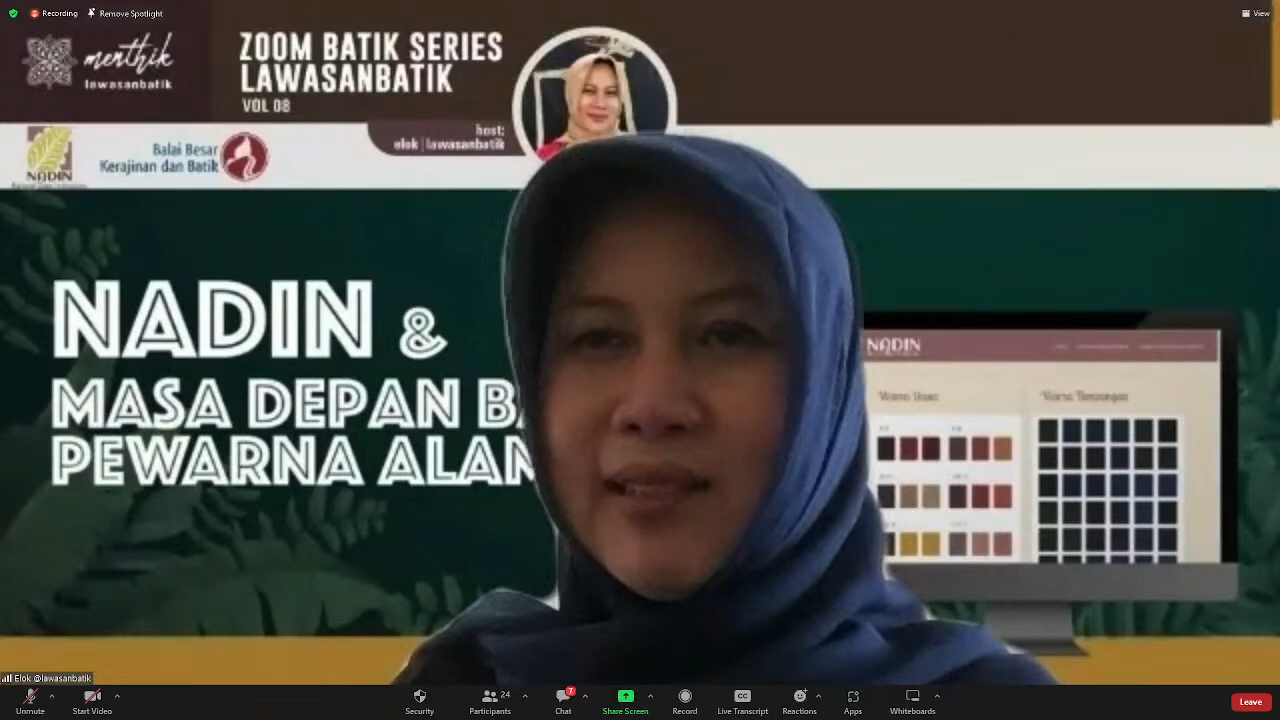 Recording
Remove Spotlight
View
menthik
lawasanbatik
ZOOM BATIK SERIES
LAWASANBATIK
VOL 08
host:
elok | lawasanbatik
NADIN
Balai Besar
Kerajinan dan Batik
NADIN &
MASA DEPAN BA
PEWARNA ALAM
NADIN
Elok @lawasanbatik
Unmute
Start Video
Security
24
Participants
7
Chat
Share Screen
Record
CC
Live Transcript
Reactions
Apps
Whiteboards
Leave